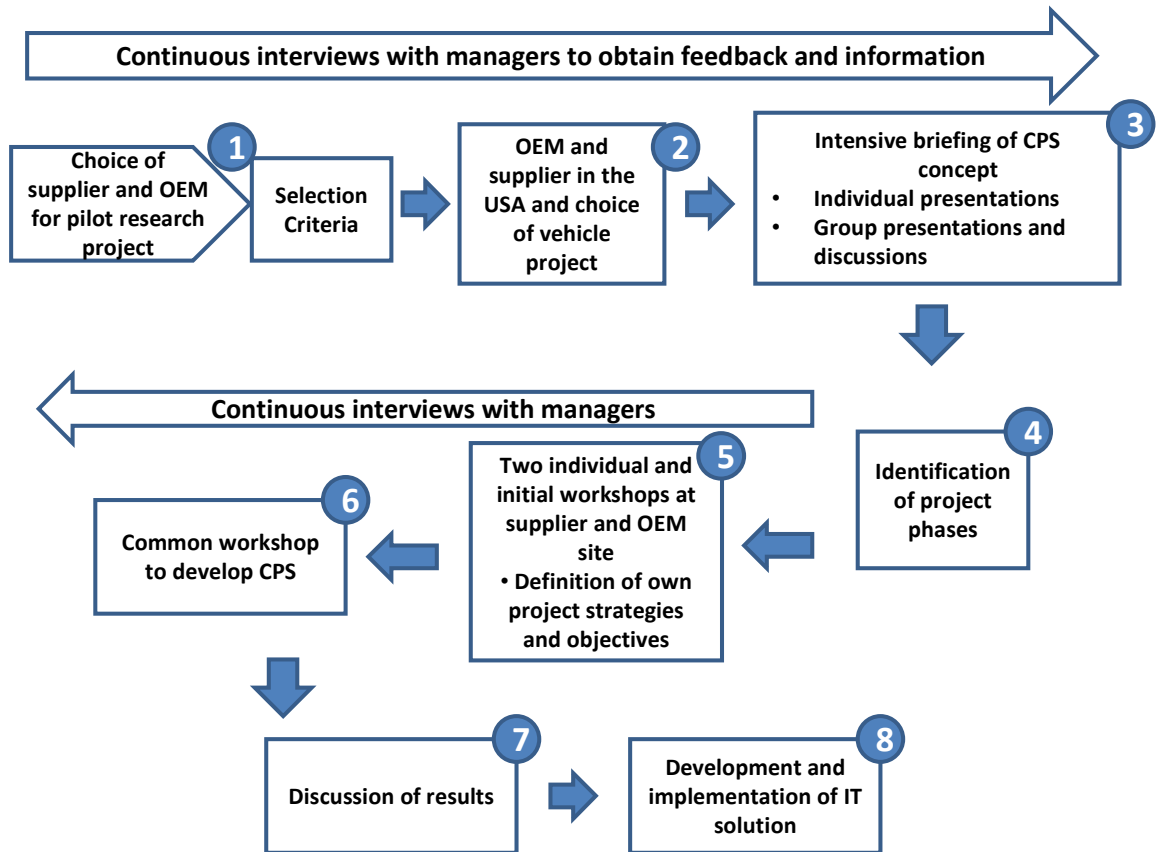 Continuous interviews with managers to obtain feedback and information
1
Choice of
supplier and OEM
for pilot research
project
Selection
Criteria
2
OEM and
supplier in the
USA and choice
of vehicle
project
3
Intensive briefing of CPS
concept
• Individual presentations
• Group presentations and
discussions
Continuous interviews with managers
4
Identification
of project
phases
5
Two individual and
initial workshops at
supplier and OEM
site
• Definition of own
project strategies
and objectives
6
Common workshop
to develop CPS
7
Discussion of results
8
Development and
implementation of IT
solution